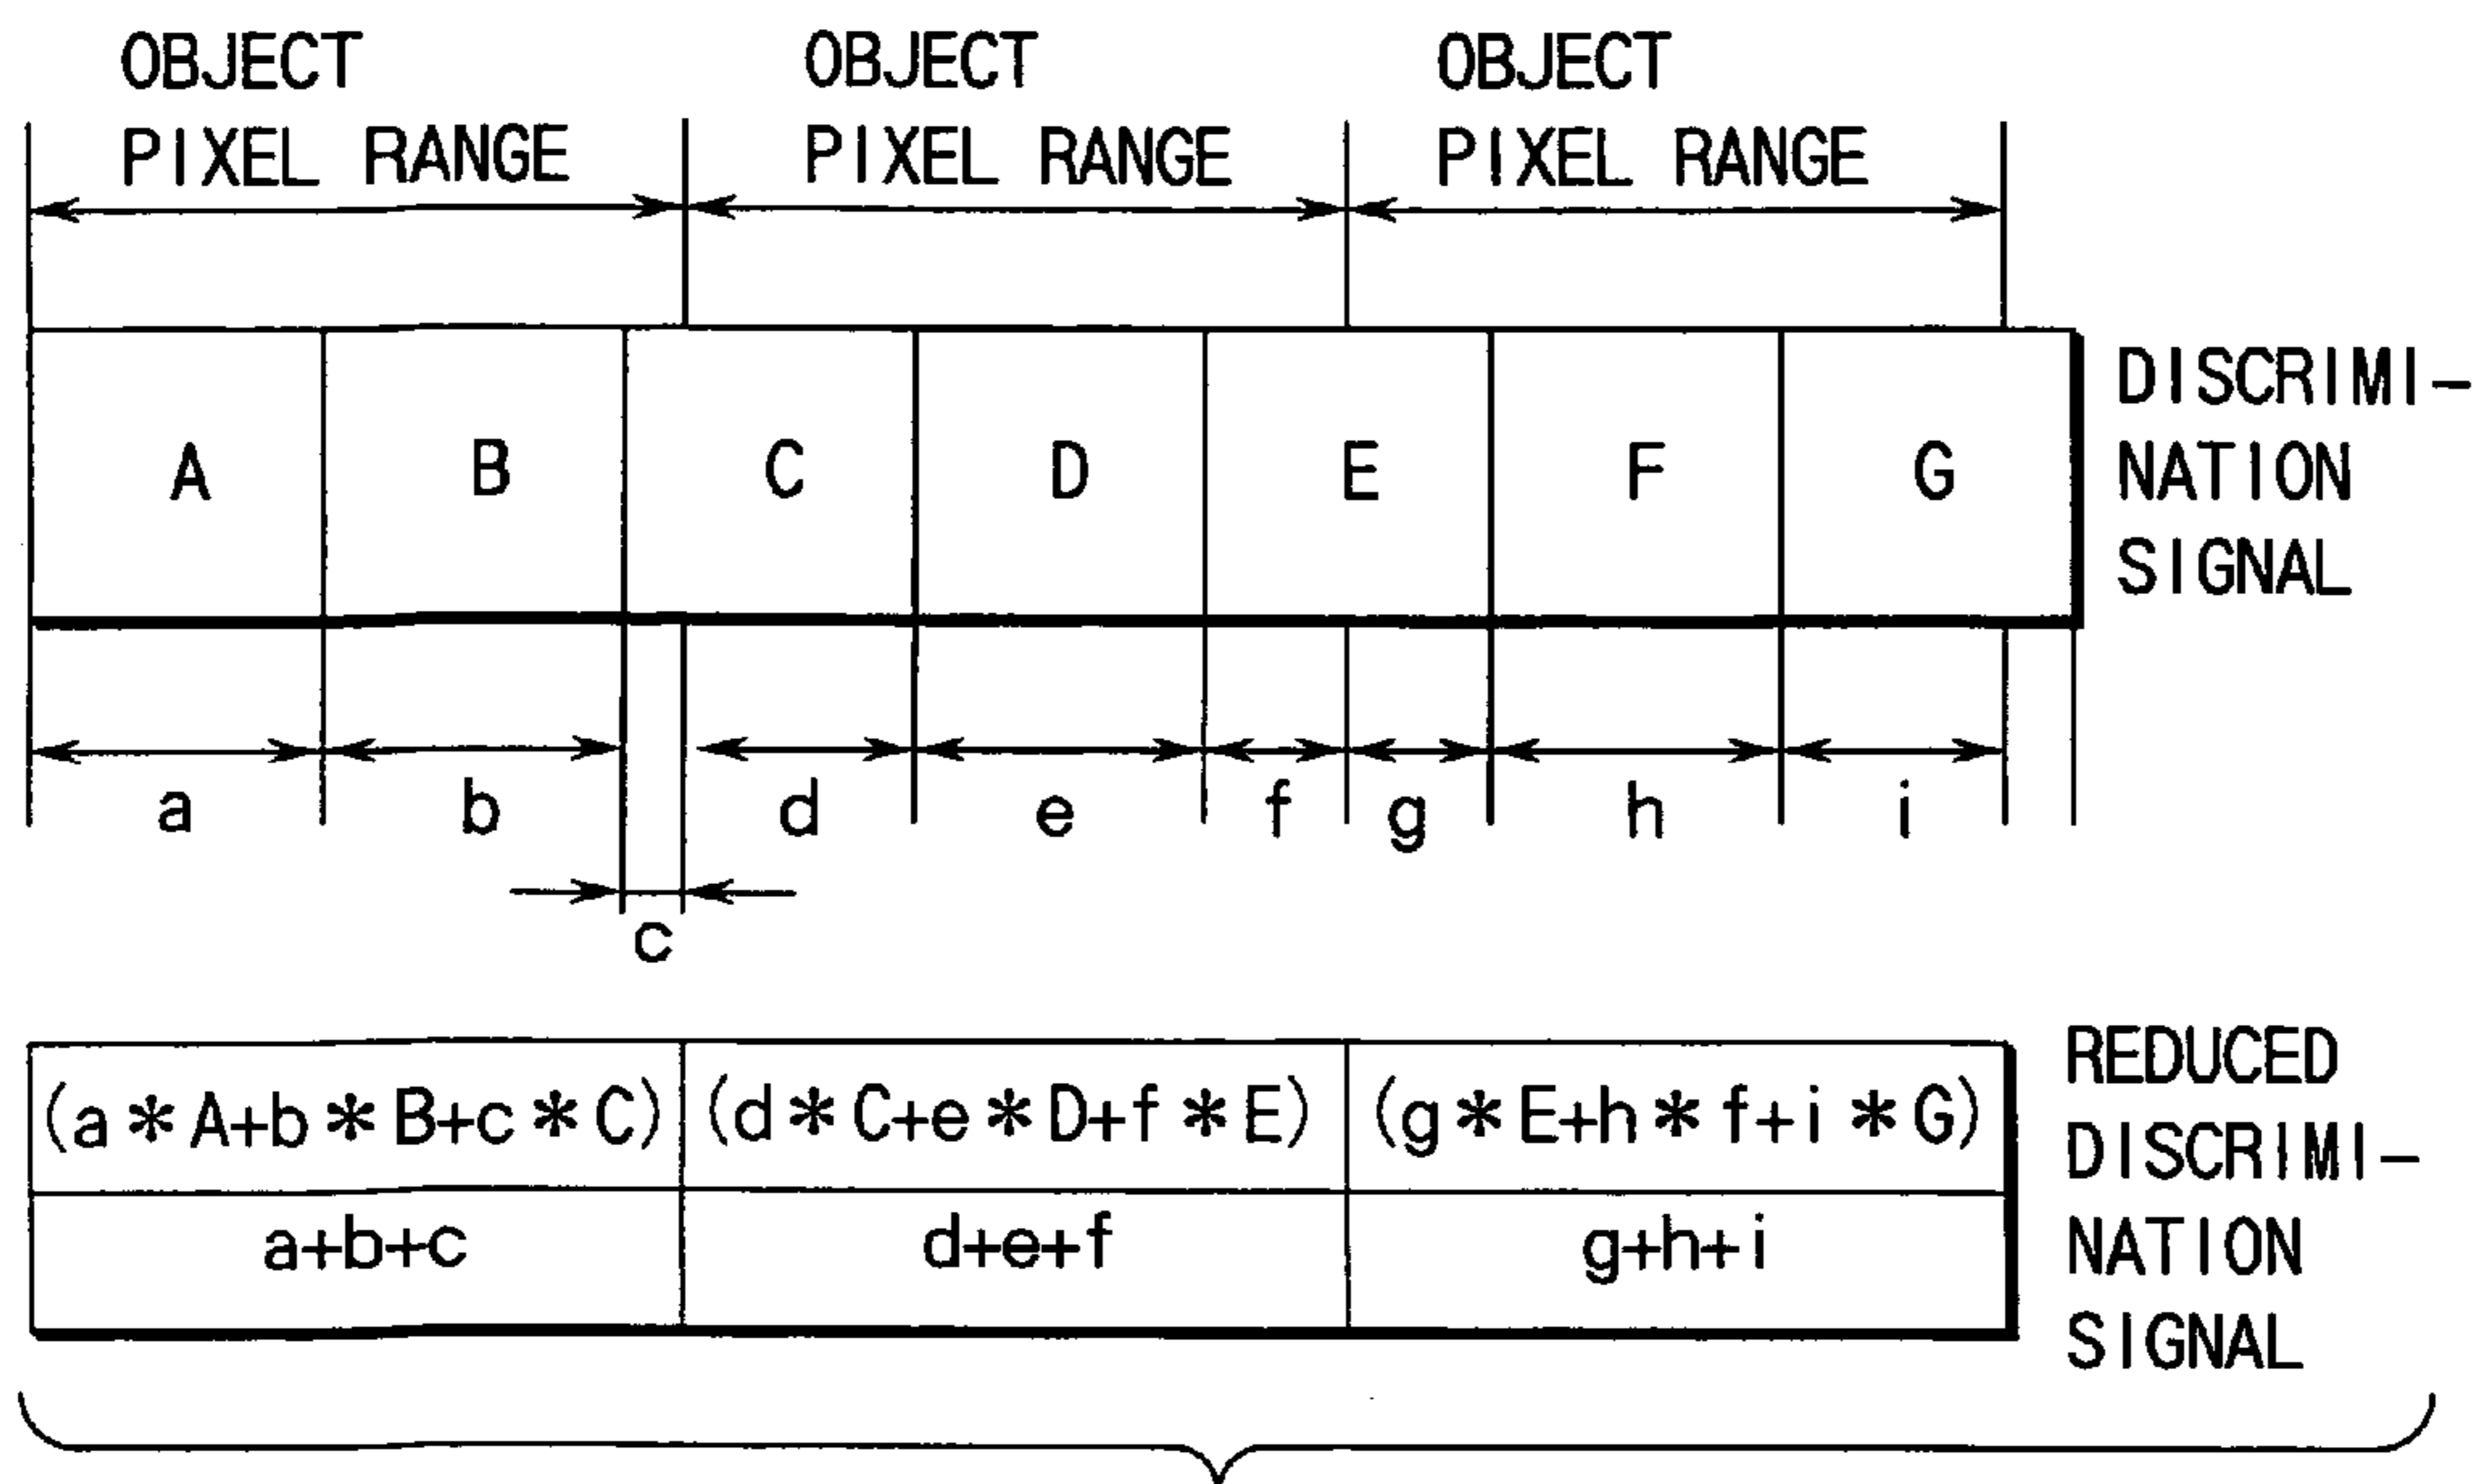 OBJECT
PIXEL RANGE
OBJECT
PIXEL RANGE
OBJECT
PIXEL RANGE
A B C D E F G
DISCRIMI-
NATION
SIGNAL
a b d e f g h i
c
(a*A+b*B+c*C) (d*C+e*D+f*E) (g*E+h*f+i*G)
a+b+c d+e+f g+h+i
REDUCED
DISCRIMI-
NATION
SIGNAL